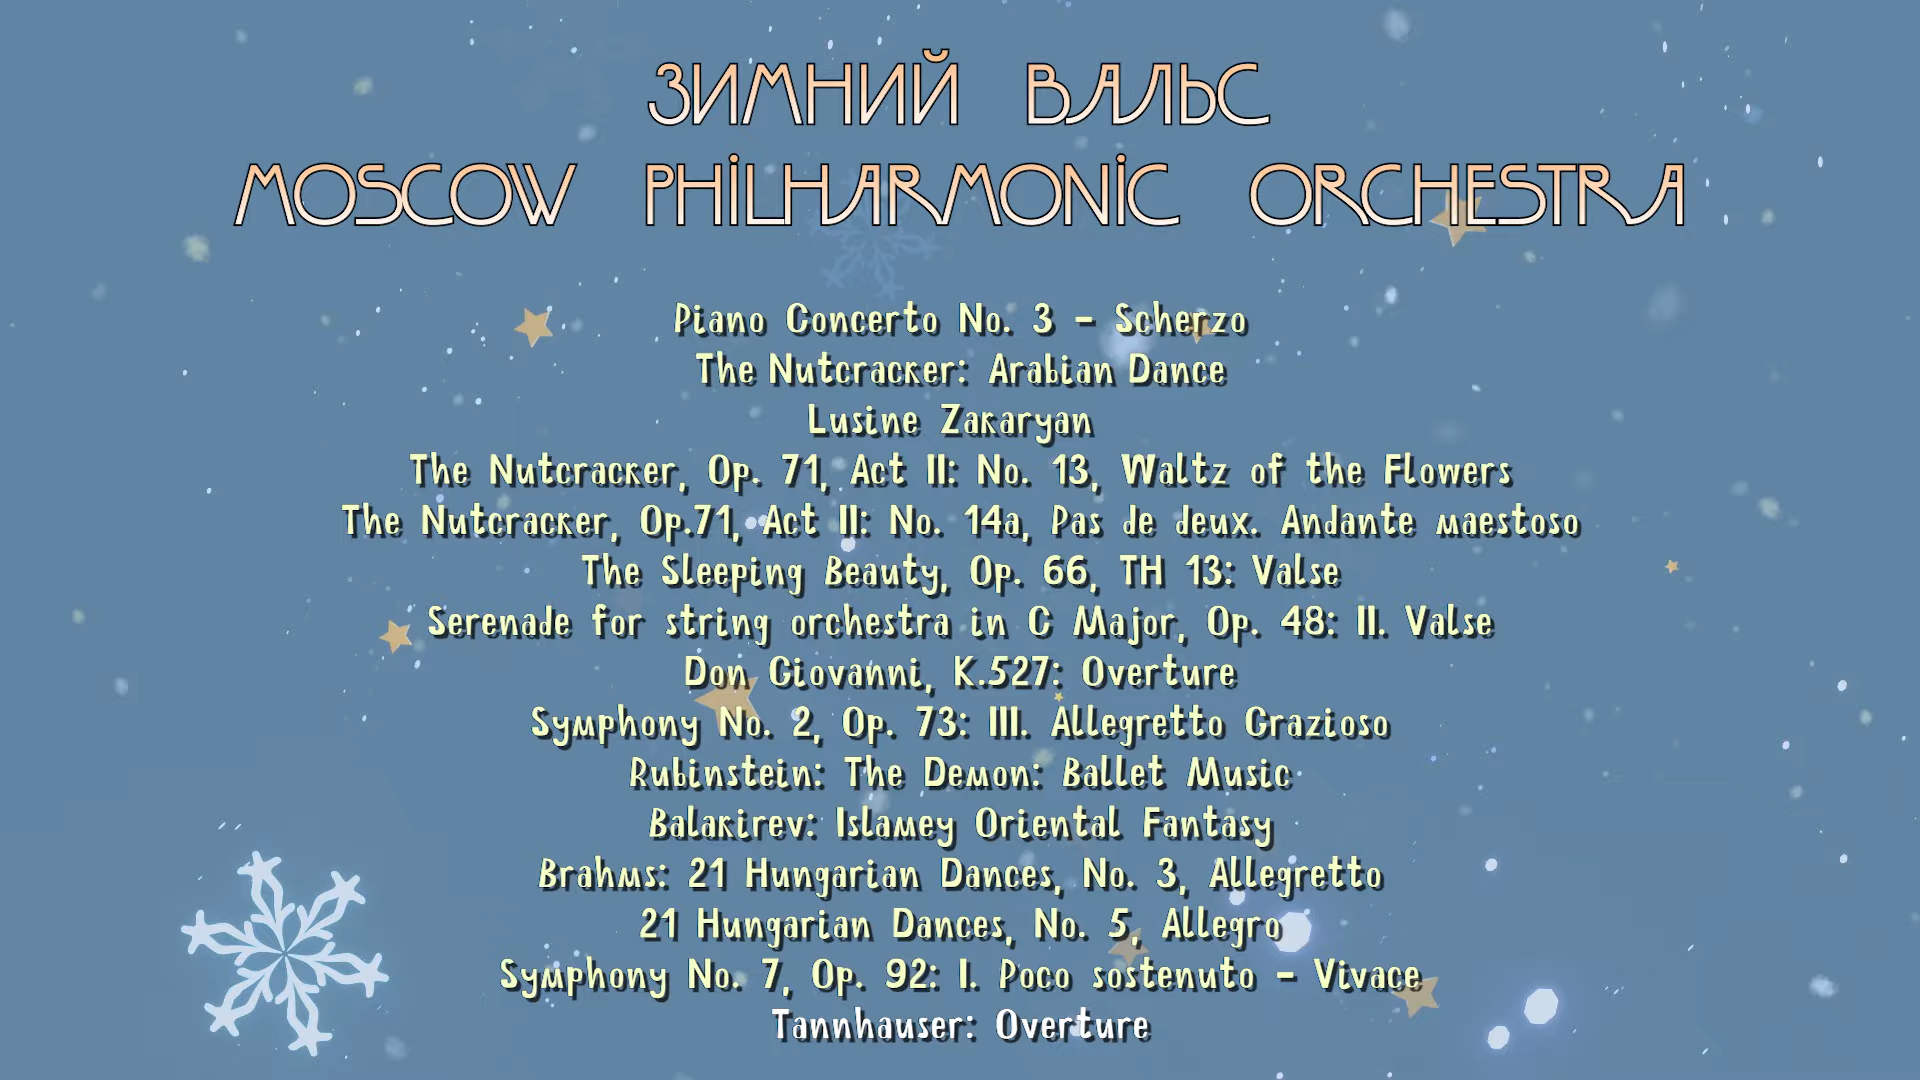 ЗИМНИЙ ВАЛЬС
MOSCOW PHILHARMONIC ORCHESTRA
Piano Concerto No. 3 - Scherzo
The Nutcracker: Arabian Dance
Lusine Zakaryan
The Nutcracker, Op. 71, Act II: No. 13, Waltz of the Flowers
The Nutcracker, Op.71, Act II: No. 14a, Pas de deux. Andante maestoso
The Sleeping Beauty, Op. 66, TH 13: Valse
Serenade for string orchestra in C Major, Op. 48: II. Valse
Don Giovanni, K.527: Overture
Symphony No. 2, Op. 73: III. Allegretto Grazioso
Rubinstein: The Demon: Ballet Music
Balakirev: Islamey Oriental Fantasy
Brahms: 21 Hungarian Dances, No. 3, Allegretto
21 Hungarian Dances, No. 5, Allegro
Symphony No. 7, Op. 92: I. Poco sostenuto - Vivace
Tannhauser: Overture